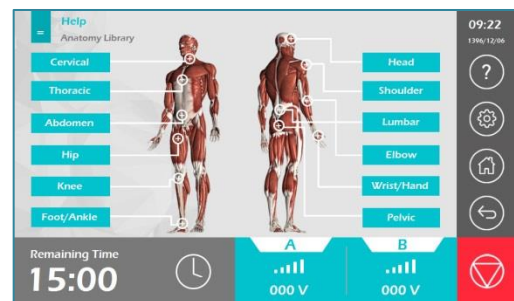 Help
Anatomy Library
09:22
1396/12/06
?
Cervical
Thoracic
Abdomen
Hip
Knee
Foot/Ankle
Head
Shoulder
Lumbar
Elbow
Wrist/Hand
Pelvic
Remaining Time
15:00
A
000 V
B
000 V